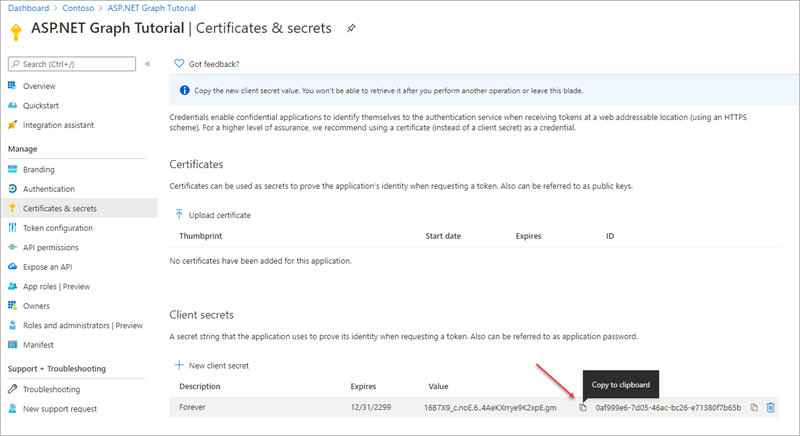 Dashboard > Contoso > ASP.NET Graph Tutorial
ASP.NET Graph Tutorial | Certificates & secrets
Search (Ctrl+/)
«
Got feedback?
Overview
Quickstart
Integration assistant
Manage
Branding
Authentication
Certificates & secrets
Token configuration
API permissions
Expose an API
App roles | Preview
Owners
Roles and administrators | Preview
Manifest
Support + Troubleshooting
Troubleshooting
New support request
Copy the new client secret value. You won't be able to retrieve it after you perform another operation or leave this blade.
Credentials enable confidential applications to identify themselves to the authentication service when receiving tokens at a web addressable location (using an HTTPS
scheme). For a higher level of assurance, we recommend using a certificate (instead of a client secret) as a credential.
Certificates
Certificates can be used as secrets to prove the application's identity when requesting a token. Also can be referred to as public keys.
Upload certificate
Thumbprint Start date Expires ID
No certificates have been added for this application.
Client secrets
A secret string that the application uses to prove its identity when requesting a token. Also can be referred to as application password.
New client secret
Copy to clipboard
Description Expires Value
Forever 12/31/2299 16B7X9_c.noE.6..4AeKXrrye9K2xpE.gm 0af999e6-7d05-46ac-bc26-e71380f7b65b